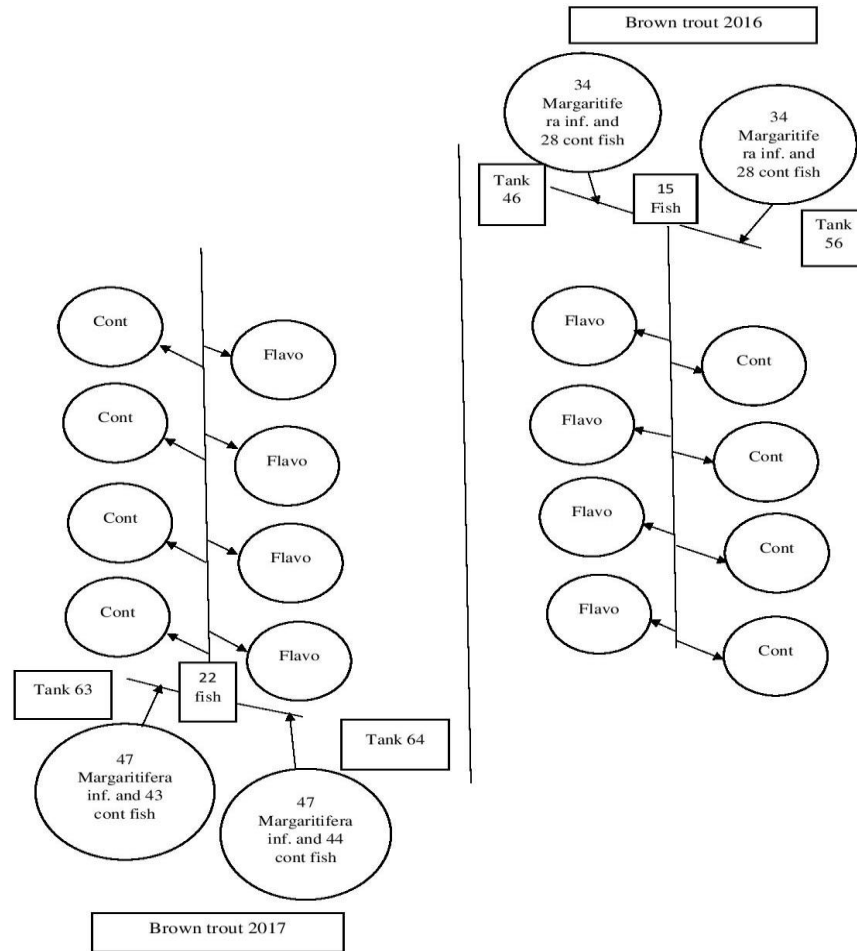 Brown trout 2016
34
Margaritife
ra inf. and
28 cont fish
34
Margaritife
ra inf. and
28 cont fish
Tank
46
15
Fish
Tank
56
Flavo
Cont
Flavo
Cont
Flavo
Cont
Flavo
Cont
Cont
Flavo
Cont
Flavo
Cont
Flavo
Cont
Flavo
22
fish
Tank 63
Tank 64
47
Margaritifera
inf. and 43
cont fish
47
Margaritifera
inf. and 44
cont fish
Brown trout 2017